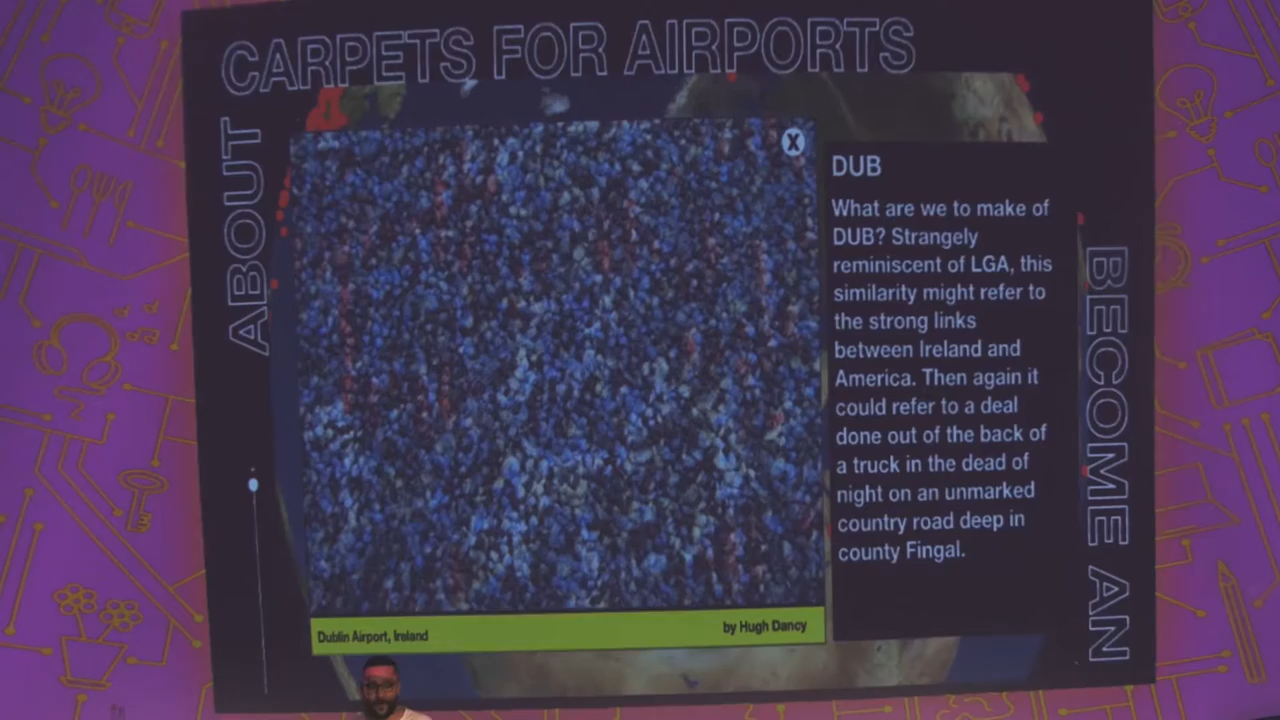 CARPETS FOR AIRPORTS
ABOUT
X
DUB
What are we to make of
DUB? Strangely
reminiscent of LGA, this
similarity might refer to
the strong links
between Ireland and
America. Then again it
could refer to a deal
done out of the back of
a truck in the dead of
night on an unmarked
country road deep in
county Fingal.
BECOME AN
Dublin Airport, Ireland
by Hugh Dancy